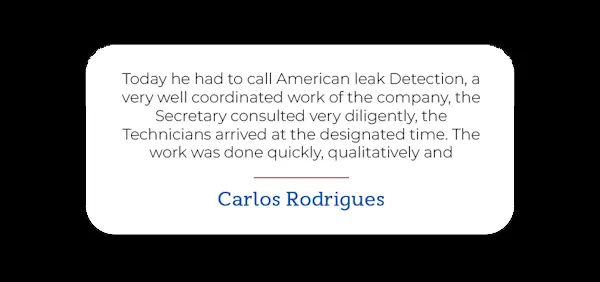 Today he had to call American leak Detection, a
very well coordinated work of the company, the
Secretary consulted very diligently, the
Technicians arrived at the designated time. The
work was done quickly, qualitatively and
Carlos Rodrigues